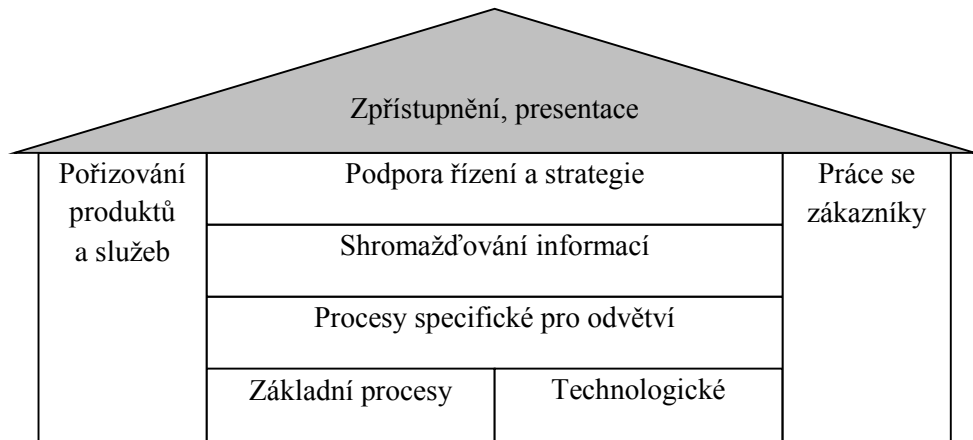 Zpřístupnění, presentace
Pořizování
produktů
a služeb
Podpora řízení a strategie
Shromažďování informací
Procesy specifické pro odvětví
Základní procesy
Technologické
Práce se
zákazníky